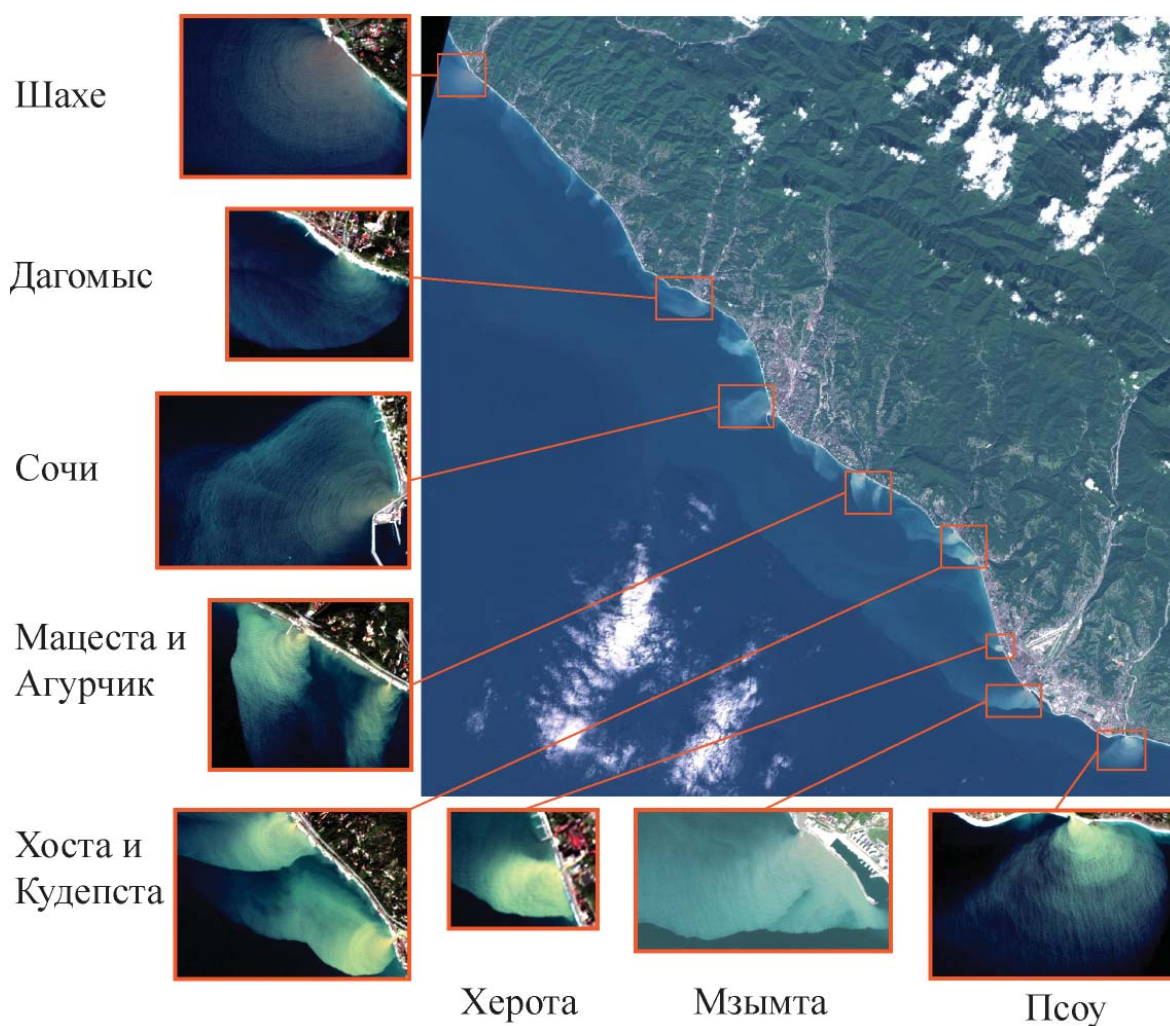 Шахе
Дагомыс
Сочи
Мацеста и
Агурчик
Хоста и
Кудепста
Херота
Мзымта
Псоу